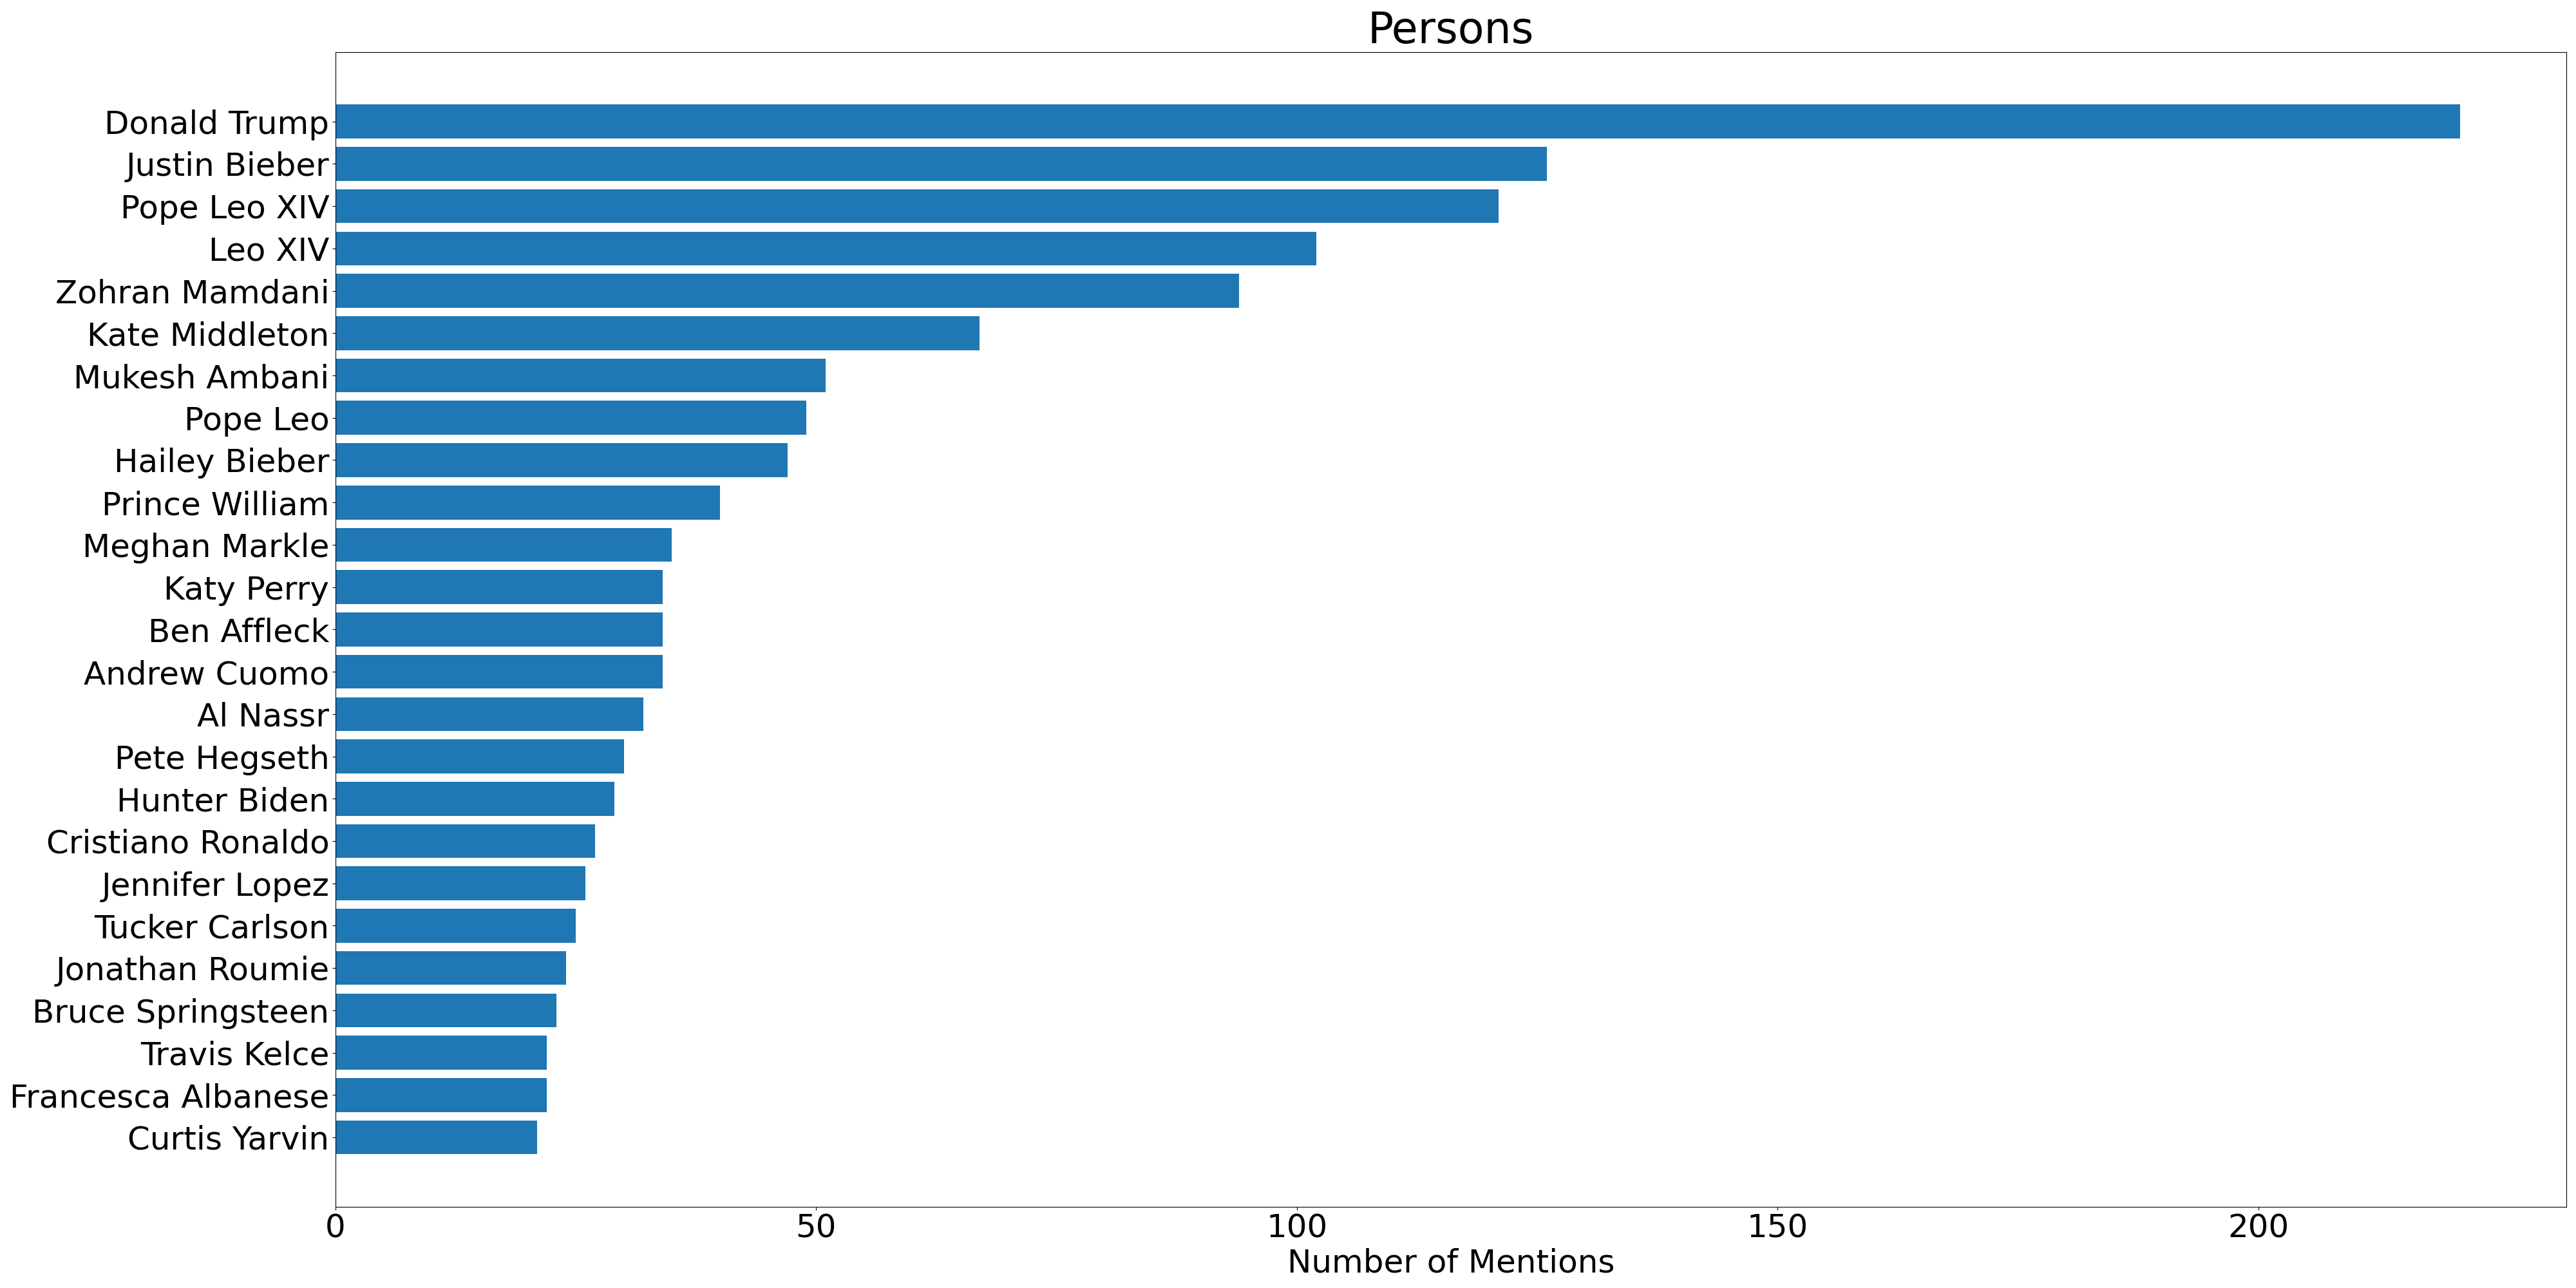 Persons
Donald Trump
Justin Bieber
Pope Leo XIV
Leo XIV
Zohran Mamdani
Kate Middleton
Mukesh Ambani
Pope Leo
Hailey Bieber
Prince William
Meghan Markle
Katy Perry
Ben Affleck
Andrew Cuomo
Al Nassr
Pete Hegseth
Hunter Biden
Cristiano Ronaldo
Jennifer Lopez
Tucker Carlson
Jonathan Roumie
Bruce Springsteen
Travis Kelce
Francesca Albanese
Curtis Yarvin
0 50 100 150 200
Number of Mentions